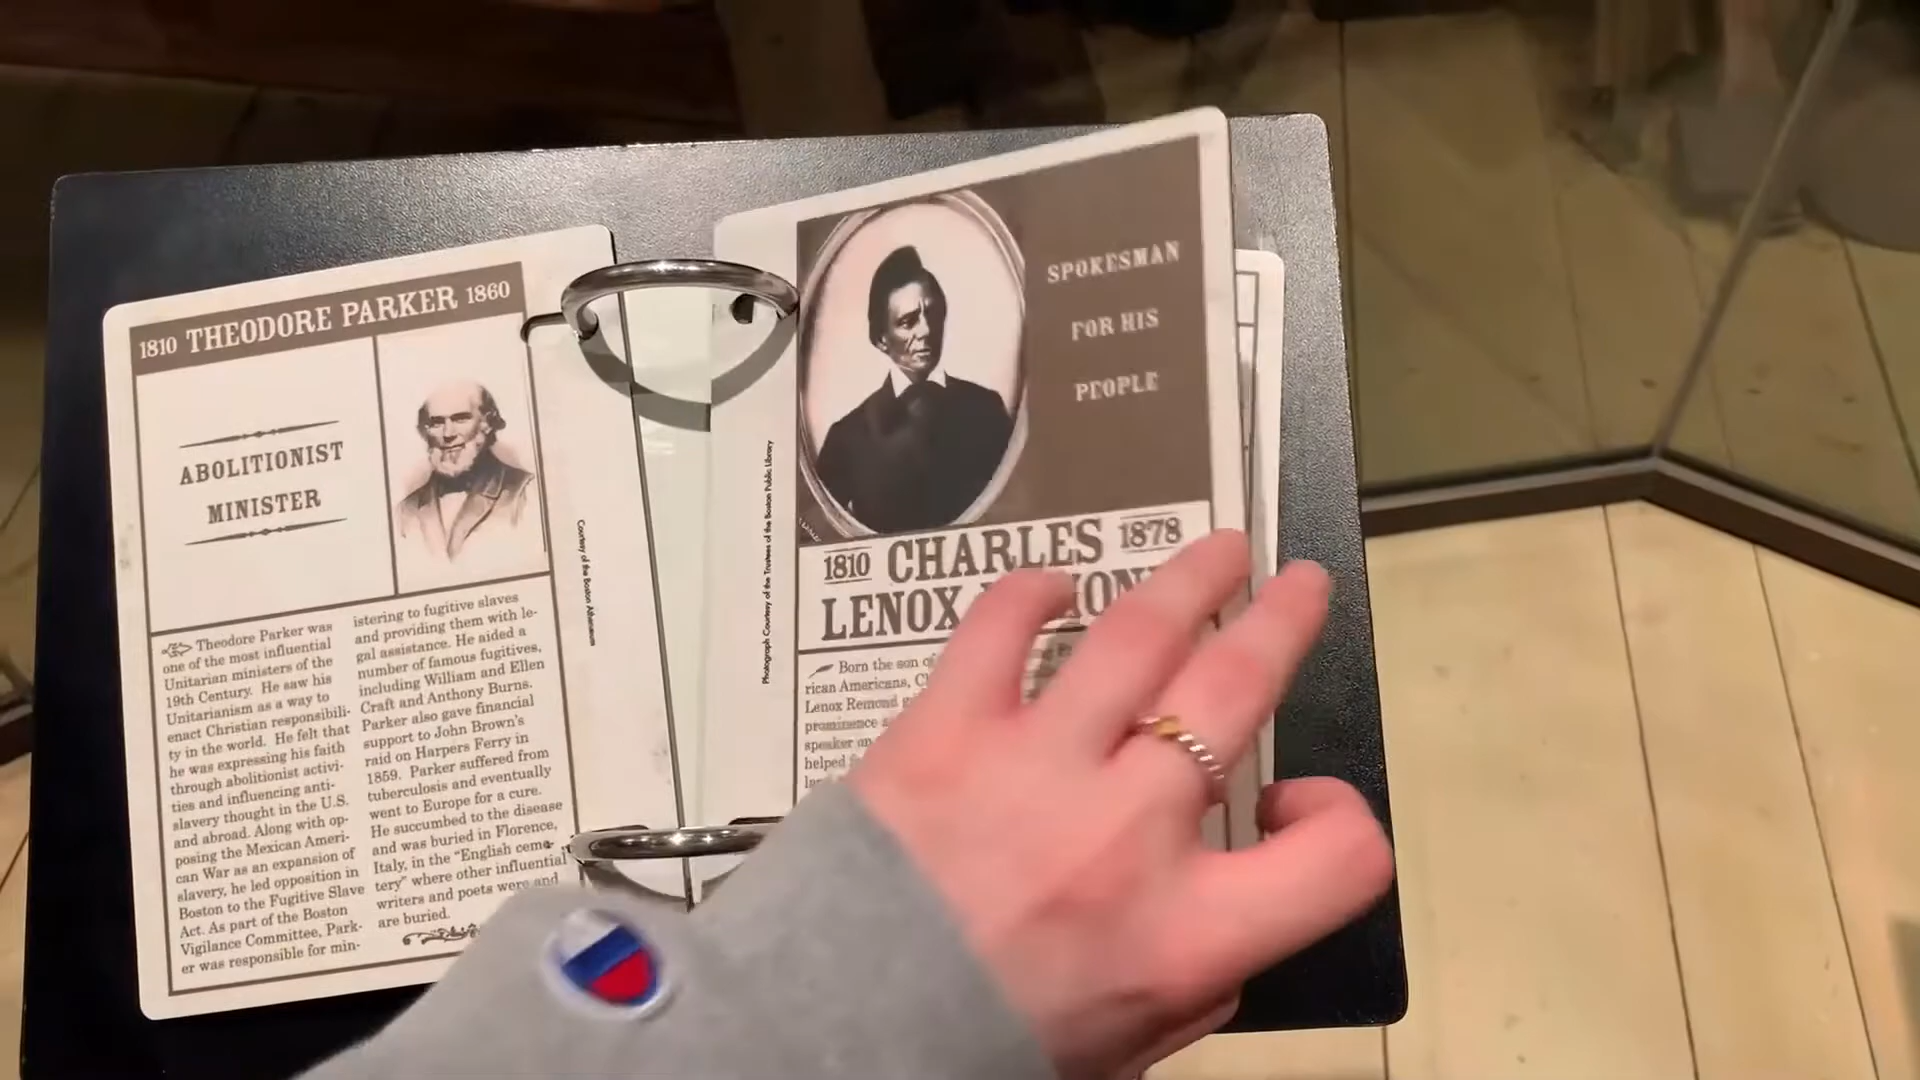 1810 THEODORE PARKER 1860
ABOLITIONIST
MINISTER
Theodore Parker was
one of the most influential
Unitarian ministers of the
19th Century. He saw his
Unitarianism as a way to
enact Christian responsibili-
ty in the world. He felt that
he was expressing his faith
through abolitionist activi-
ties and influencing anti-
slavery thought in the U.S.
and abroad. Along with op-
posing the Mexican Ameri-
can War as an expansion of
slavery, he led opposition in
Boston to the Fugitive Slave
Act. As part of the Boston
Vigilance Committee, Park-
er was responsible for min-
istering to fugitive slaves
and providing them with le-
gal assistance. He aided a
number of famous fugitives,
including William and Ellen
Craft and Anthony Burns.
Parker also gave financial
support to John Brown's
raid on Harpers Ferry in
1859. Parker suffered from
tuberculosis and eventually
went to Europe for a cure.
He succumbed to the disease
and was buried in Florence,
Italy, in the "English ceme-
tery" where other influential
writers and poets were and
are buried.
Courtesy of the Boston Athenaeum
Photograph Courtesy of the Trustees of the Boston Public Library
SPOKESMAN
FOR HIS
PEOPLE
1810 CHARLES 1878
LENOX
Born the son of
rican Americans,
Lenox Remond
prominence
speaker
helped